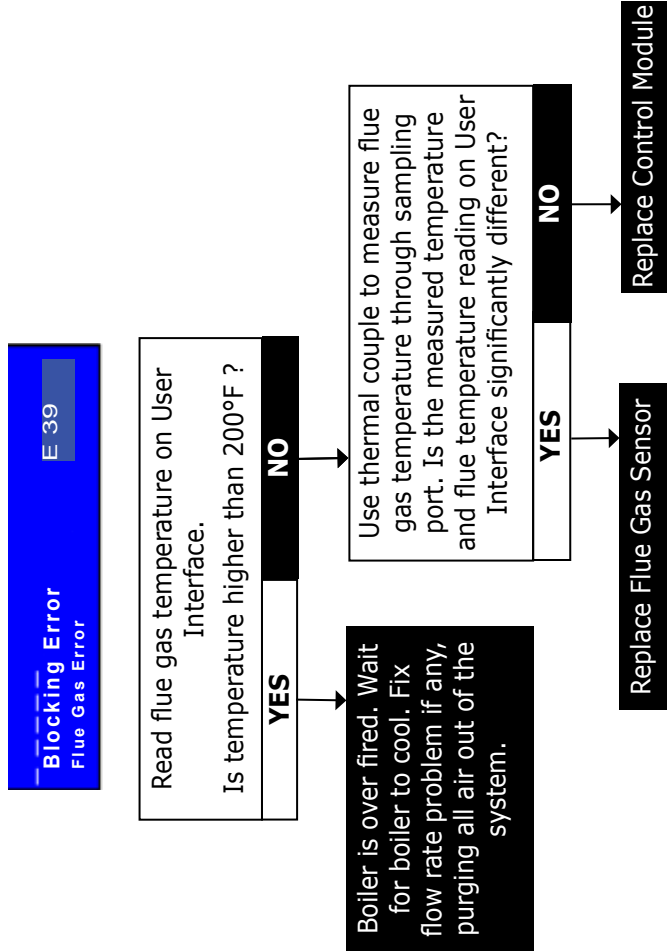 Blocking Error
Flue Gas Error
E 39
Read flue gas temperature on User
Interface.
Is temperature higher than 200°F ?
YES
NO
Boiler is over fired. Wait
for boiler to cool. Fix
flow rate problem if any,
purging all air out of the
system.
Use thermal couple to measure flue
gas temperature through sampling
port. Is the measured temperature
and flue temperature reading on User
Interface significantly different?
YES
NO
Replace Flue Gas Sensor
Replace Control Module